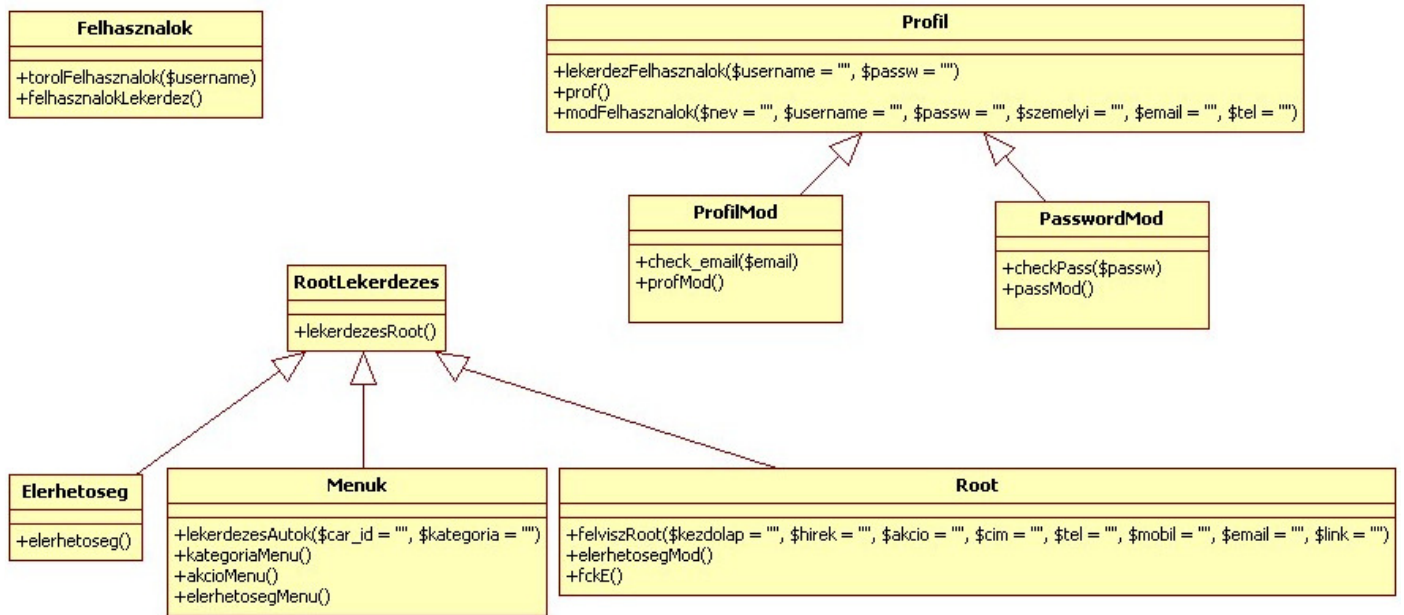 Felhasznalok
+torolFelhasznalok($username)
+felhasznalokLekerdez()
Profil
+lekerdezFelhasznalok($username = "", $passw = "")
+prof()
+modFelhasznalok($nev = "", $username = "", $passw = "", $szemelyi = "", $email = "", $tel = "")
ProfilMod
+check_email($email)
+profMod()
PasswordMod
+checkPass($passw)
+passMod()
RootLekerdezes
+lekerdezesRoot()
Elerhetoseg
+elerhetoseg()
Menuk
+lekerdezesAutok($car_id = "", $kategoria = "")
+kategoriaMenu()
+akcioMenu()
+elerhetosegMenu()
Root
+felviszRoot($kezdolap = "", $hirek = "", $akcio = "", $cim = "", $tel = "", $mobil = "", $email = "", $link = "")
+elerhetosegMod()
+fckE()